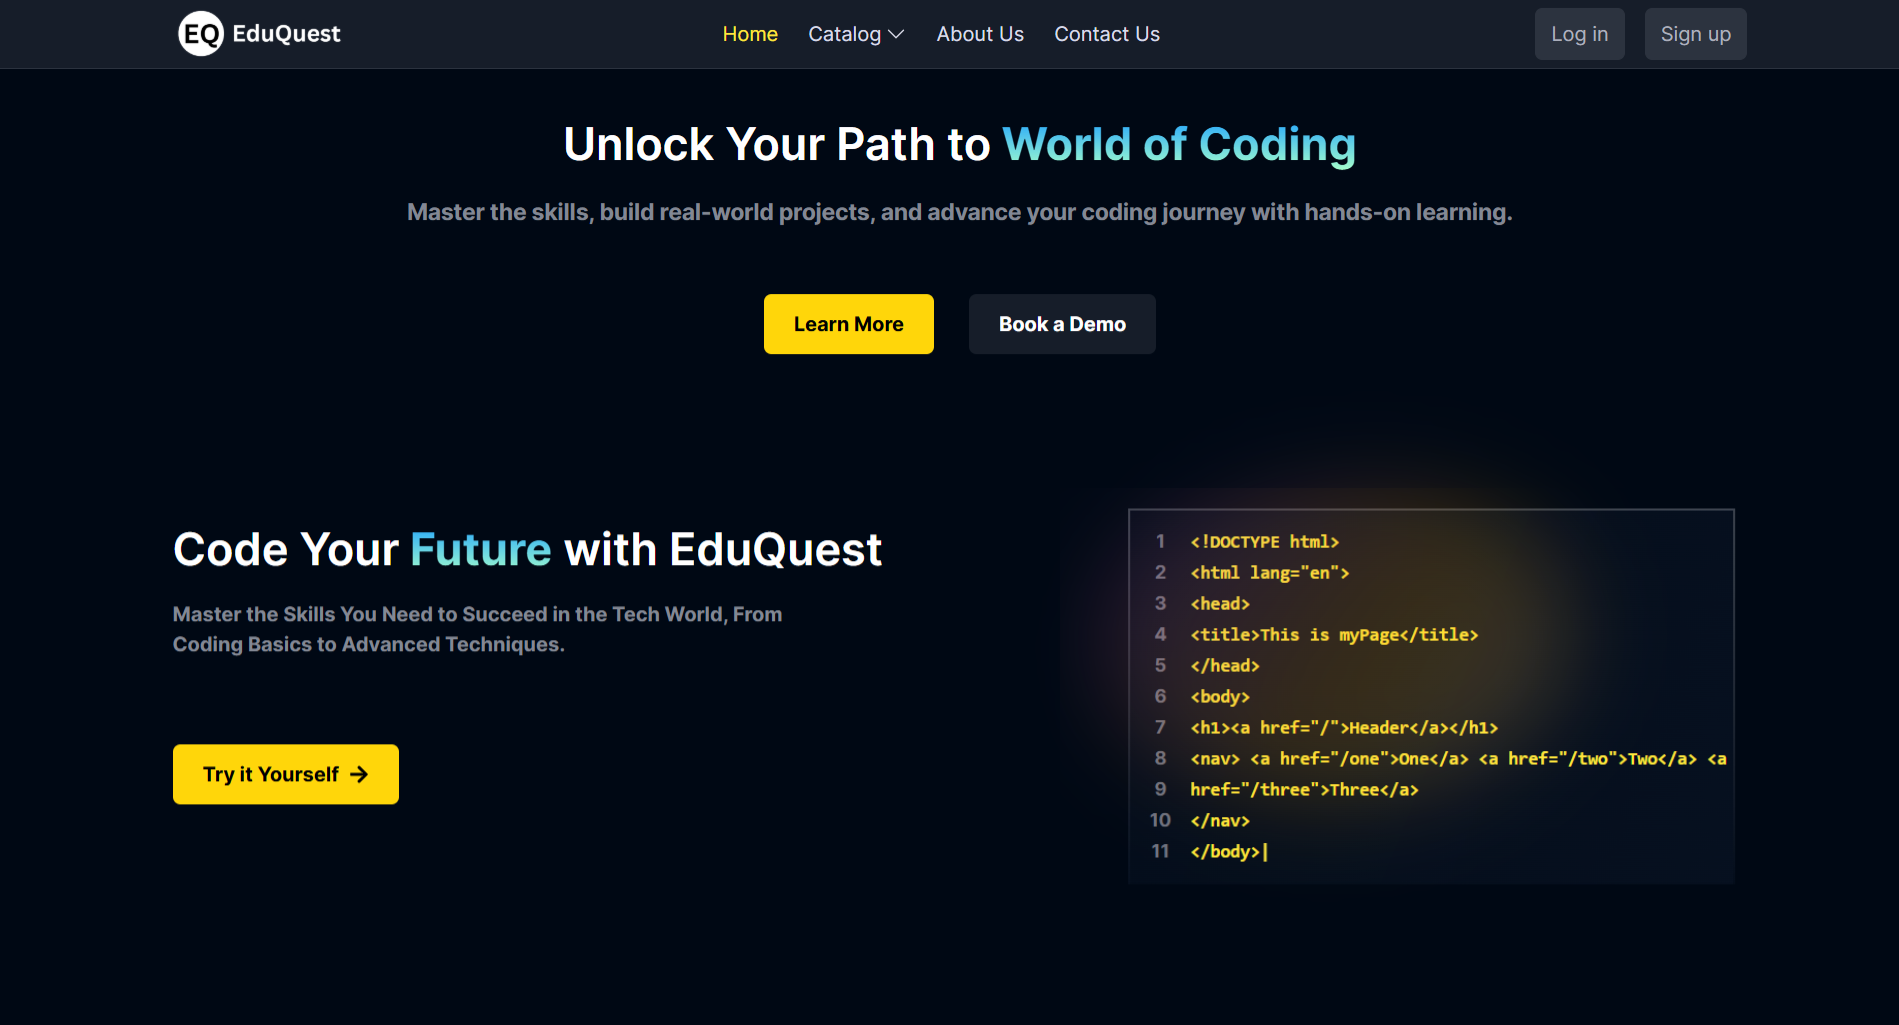 EQ EduQuest
Home Catalog About Us Contact Us
Log in Sign up
Unlock Your Path to World of Coding
Master the skills, build real-world projects, and advance your coding journey with hands-on learning.
Learn More Book a Demo
Code Your Future with EduQuest
Master the Skills You Need to Succeed in the Tech World, From
Coding Basics to Advanced Techniques.
Try it Yourself →
1 <!DOCTYPE html>
2 <html lang="en">
3 <head>
4 <title>This is myPage</title>
5 </head>
6 <body>
7 <h1><a href="/">Header</a></h1>
8 <nav> <a href="/one">One</a> <a href="/two">Two</a> <a
9 href="/three">Three</a>
10 </nav>
11 </body>|